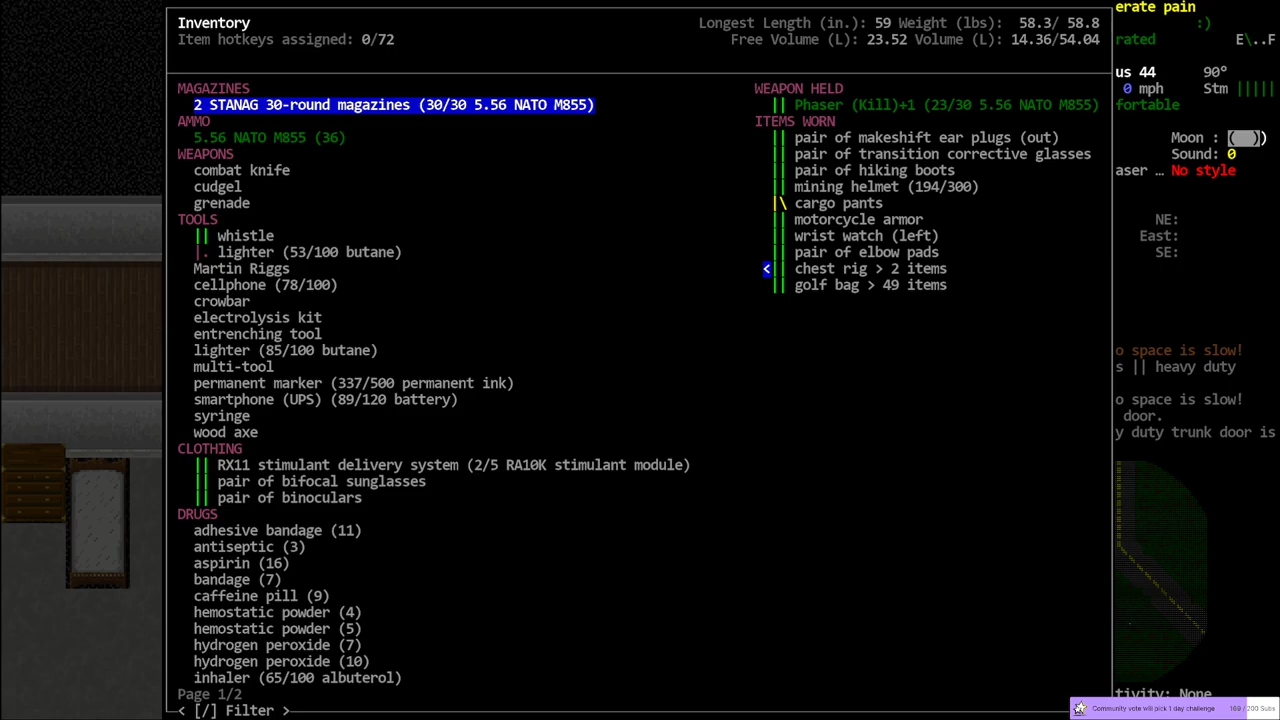 Inventory
Longest Length (in.): 59 Weight (lbs): 58.3/ 58.8
Item hotkeys assigned: 0/72
Free Volume (L): 23.52 Volume (L): 14.36/54.04
MAGAZINES
2 STANAG 30-round magazines (30/30 5.56 NATO M855)
AMMO
5.56 NATO M855 (36)
WEAPONS
combat knife
cudgel
grenade
TOOLS
|| whistle
|. lighter (53/100 butane)
Martin Riggs
cellphone (78/100)
crowbar
electrolysis kit
entrenching tool
lighter (85/100 butane)
multi-tool
permanent marker (337/500 permanent ink)
smartphone (UPS) (89/120 battery)
syringe
wood axe
CLOTHING
|| RX11 stimulant delivery system (2/5 RA10K stimulant module)
|| pair of bifocal sunglasses
|| pair of binoculars
DRUGS
adhesive bandage (11)
antiseptic (3)
aspirin (16)
bandage (7)
caffeine pill (9)
hemostatic powder (4)
hemostatic powder (5)
hydrogen peroxide (7)
hydrogen peroxide (10)
inhaler (65/100 albuterol)
Page 1/2
< [/] Filter >
WEAPON HELD
|| Phaser (Kill)+1 (23/30 5.56 NATO M855)
ITEMS WORN
|| pair of makeshift ear plugs (out)
|| pair of transition corrective glasses
|| pair of hiking boots
|| mining helmet (194/300)
|\ cargo pants
|| motorcycle armor
|| wrist watch (left)
|| pair of elbow pads
< || chest rig > 2 items
|| golf bag > 49 items
erate pain
:)
rated E\..F
us 44 90°
0 mph Stm |||||
fortable
Moon : (  ))
Sound: 0
aser … No style
NE:
East:
SE:
o space is slow!
s || heavy duty
o space is slow!
door.
y duty trunk door is
tivity: None
Community vote will pick 1 day challenge 169 / 200 Subs